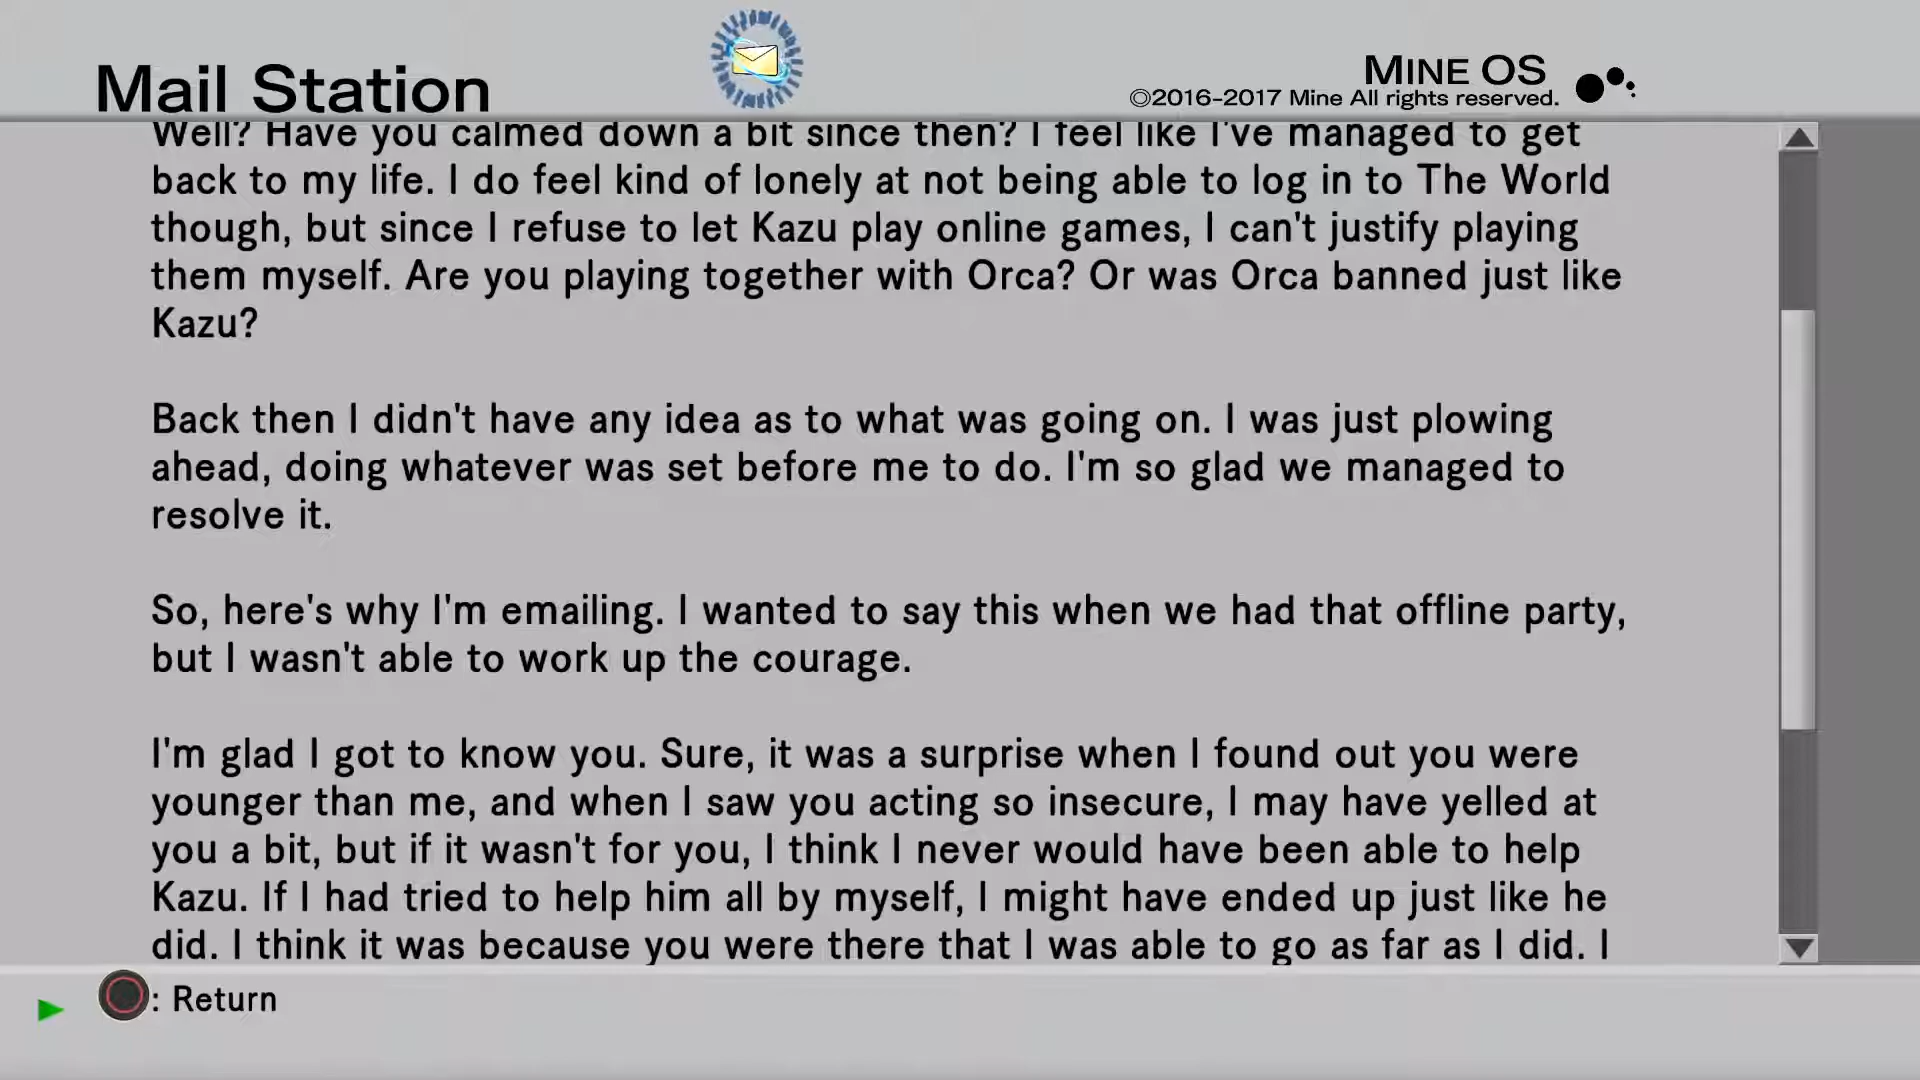 Mail Station
MINE OS
©2016-2017 Mine All rights reserved.
Well? Have you calmed down a bit since then? I feel like I've managed to get
back to my life. I do feel kind of lonely at not being able to log in to The World
though, but since I refuse to let Kazu play online games, I can't justify playing
them myself. Are you playing together with Orca? Or was Orca banned just like
Kazu?
Back then I didn't have any idea as to what was going on. I was just plowing
ahead, doing whatever was set before me to do. I'm so glad we managed to
resolve it.
So, here's why I'm emailing. I wanted to say this when we had that offline party,
but I wasn't able to work up the courage.
I'm glad I got to know you. Sure, it was a surprise when I found out you were
younger than me, and when I saw you acting so insecure, I may have yelled at
you a bit, but if it wasn't for you, I think I never would have been able to help
Kazu. If I had tried to help him all by myself, I might have ended up just like he
did. I think it was because you were there that I was able to go as far as I did. I
: Return